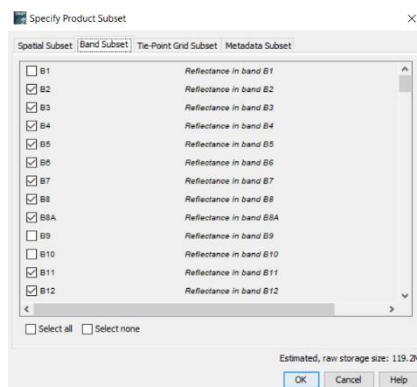 Specify Product Subset
Spatial Subset Band Subset Tie-Point Grid Subset Metadata Subset
B1 Reflectance in band B1
B2 Reflectance in band B2
B3 Reflectance in band B3
B4 Reflectance in band B4
B5 Reflectance in band B5
B6 Reflectance in band B6
B7 Reflectance in band B7
B8 Reflectance in band B8
B8A Reflectance in band B8A
B9 Reflectance in band B9
B10 Reflectance in band B10
B11 Reflectance in band B11
B12 Reflectance in band B12
Select all Select none
Estimated, raw storage size: 119.2M
OK Cancel Help